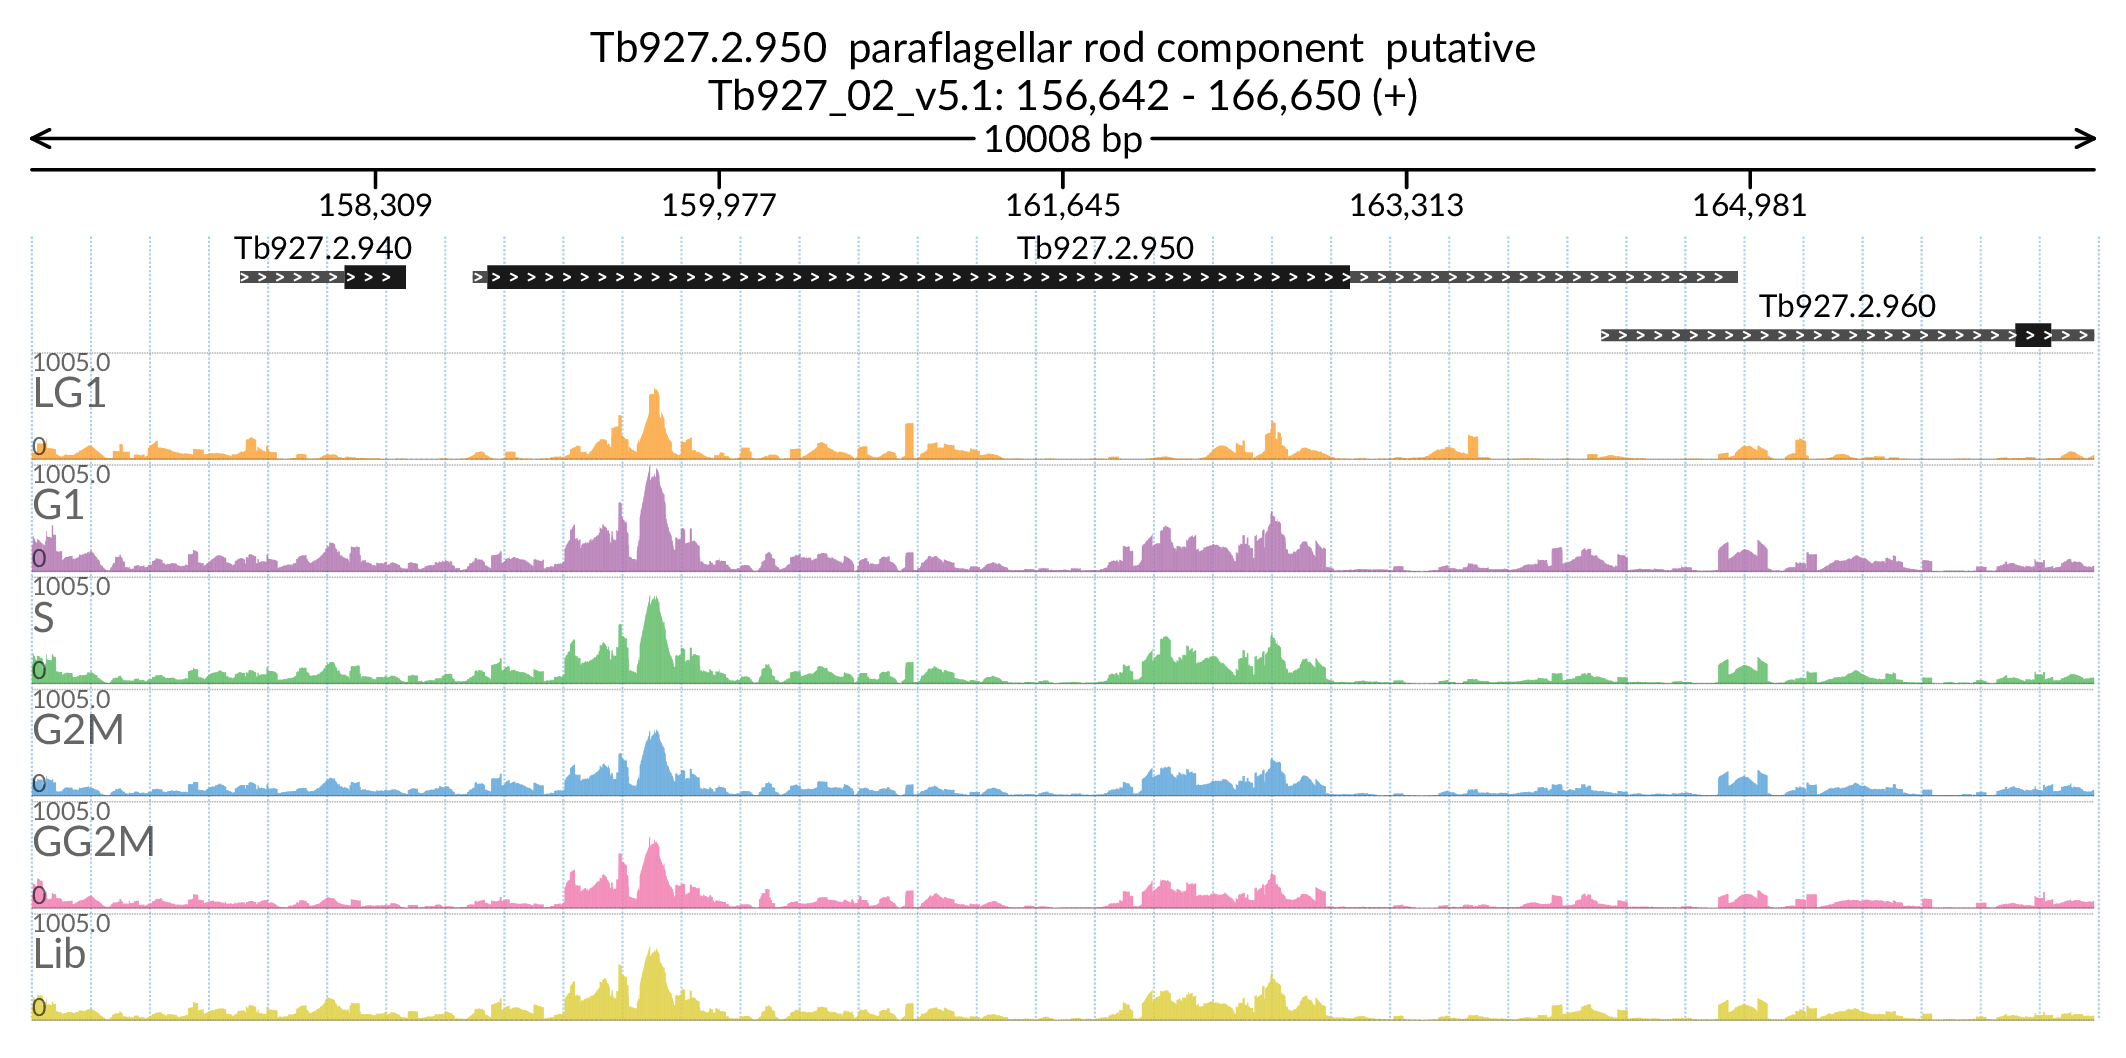 Tb927.2.950  paraflagellar rod component  putative
Tb927_02_v5.1: 156,642 - 166,650 (+)
10008 bp
158,309 159,977 161,645 163,313 164,981
Tb927.2.940 Tb927.2.950
Tb927.2.960
1005.0
LG1
0
1005.0
G1
0
1005.0
S
0
1005.0
G2M
0
1005.0
GG2M
0
1005.0
Lib
0